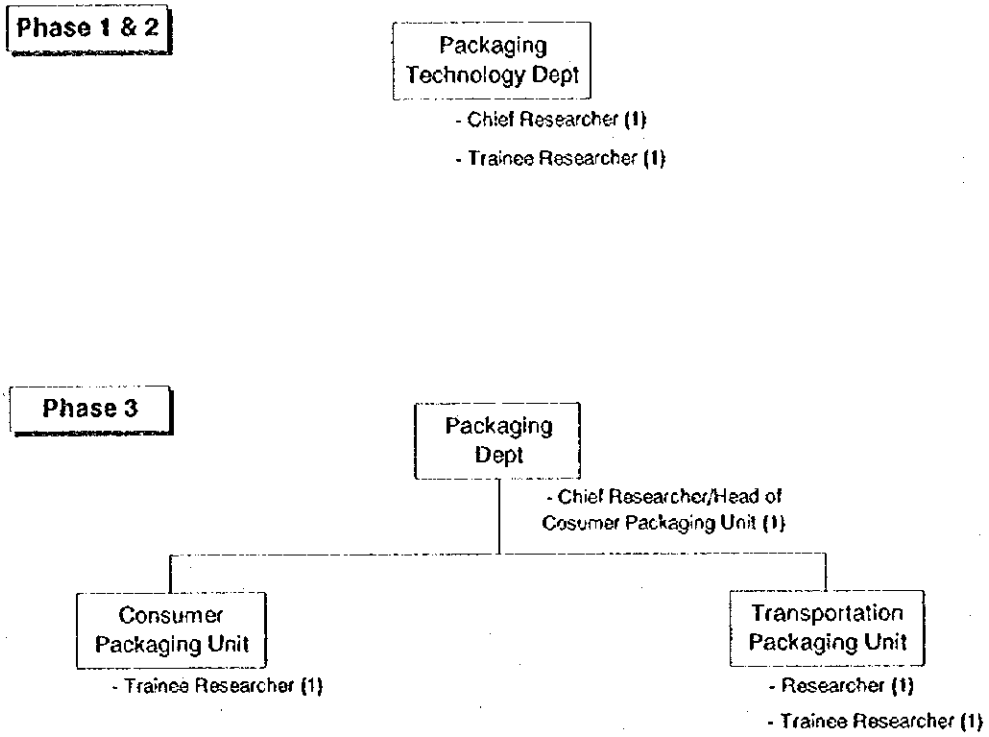 Phase 1 & 2
Packaging
Technology Dept
- Chief Researcher (1)
- Trainee Researcher (1)
Phase 3
Packaging
Dept
- Chief Researcher/Head of
Cosumer Packaging Unit (1)
Consumer
Packaging Unit
- Trainee Researcher (1)
Transportation
Packaging Unit
- Researcher (1)
- Trainee Researcher (1)